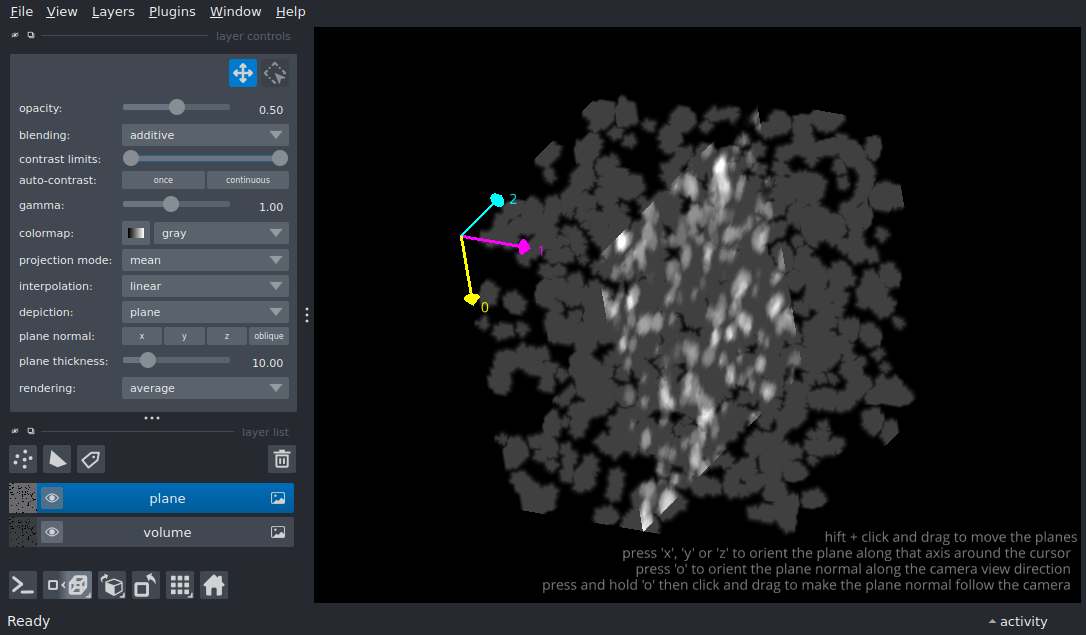 File View Layers Plugins Window Help
layer controls
opacity: 0.50
blending: additive
contrast limits:
auto-contrast: once continuous
gamma: 1.00
colormap: gray
projection mode: mean
interpolation: linear
depiction: plane
plane normal: x y z oblique
plane thickness: 10.00
rendering: average
layer list
plane
volume
2
1
0
hift + click and drag to move the planes
press 'x', 'y' or 'z' to orient the plane along that axis around the cursor
press 'o' to orient the plane normal along the camera view direction
press and hold 'o' then click and drag to make the plane normal follow the camera
Ready
activity